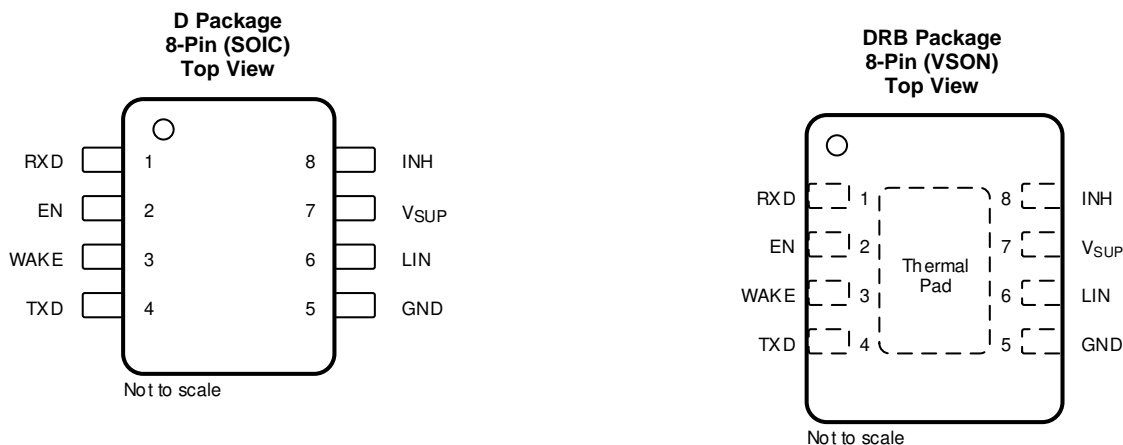 D Package
8-Pin (SOIC)
Top View
RXD 1 8 INH
EN 2 7 VSUP
WAKE 3 6 LIN
TXD 4 5 GND
Not to scale
DRB Package
8-Pin (VSON)
Top View
RXD 1 8 INH
EN 2 7 VSUP
Thermal
Pad
WAKE 3 6 LIN
TXD 4 5 GND
Not to scale